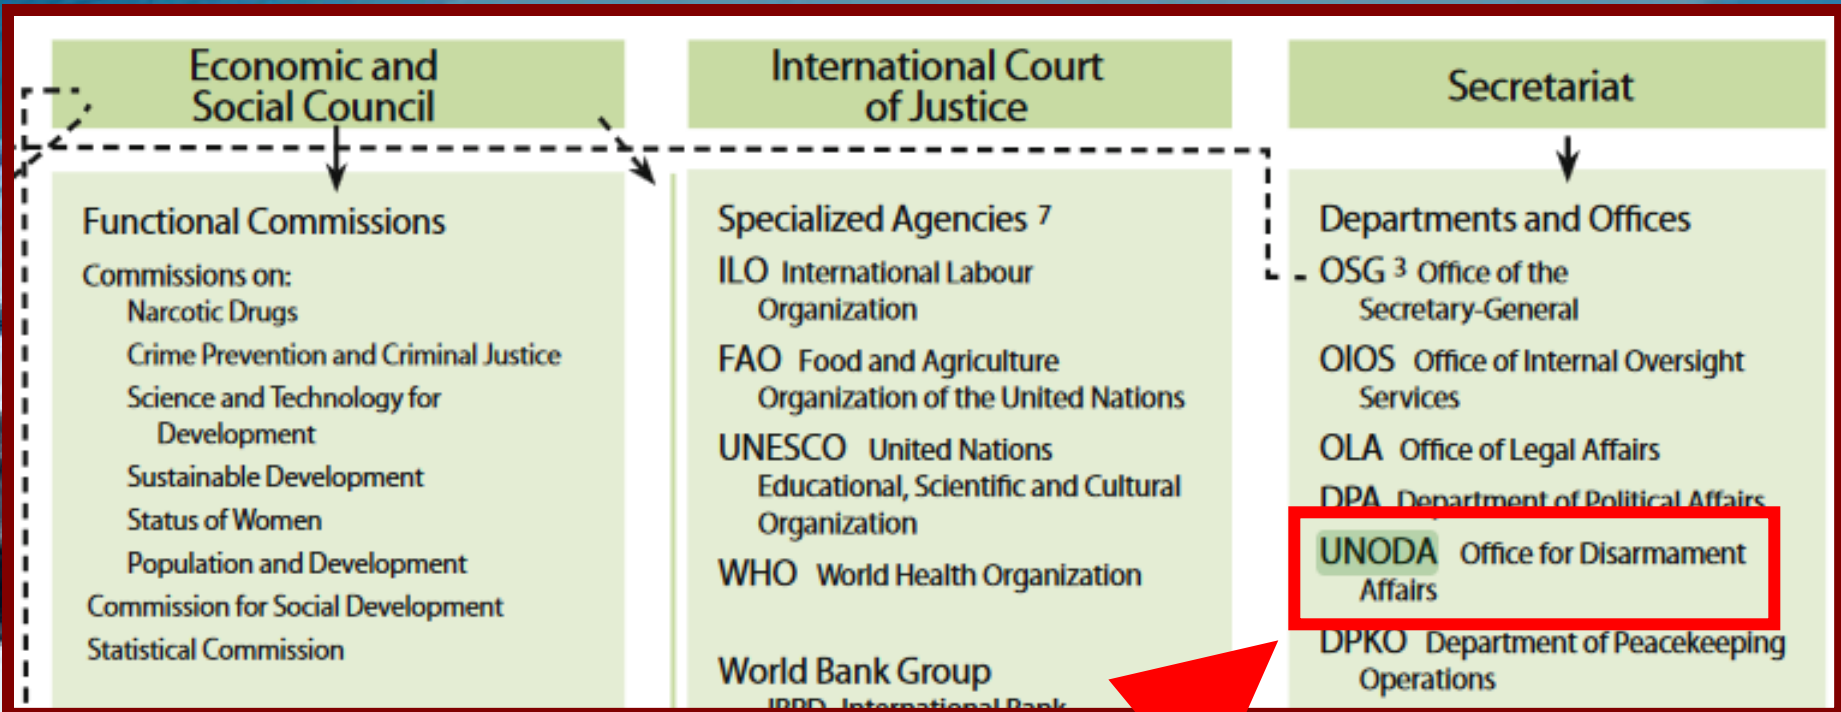 Economic and
Social Council
Functional Commissions
Commissions on:
Narcotic Drugs
Crime Prevention and Criminal Justice
Science and Technology for
Development
Sustainable Development
Status of Women
Population and Development
Commission for Social Development
Statistical Commission
International Court
of Justice
Specialized Agencies 7
ILO International Labour
Organization
FAO Food and Agriculture
Organization of the United Nations
UNESCO United Nations
Educational, Scientific and Cultural
Organization
WHO World Health Organization
World Bank Group
IBRD International Bank
Secretariat
Departments and Offices
OSG 3 Office of the
Secretary-General
OIOS Office of Internal Oversight
Services
OLA Office of Legal Affairs
DPA Department of Political Affairs
UNODA Office for Disarmament
Affairs
DPKO Department of Peacekeeping
Operations